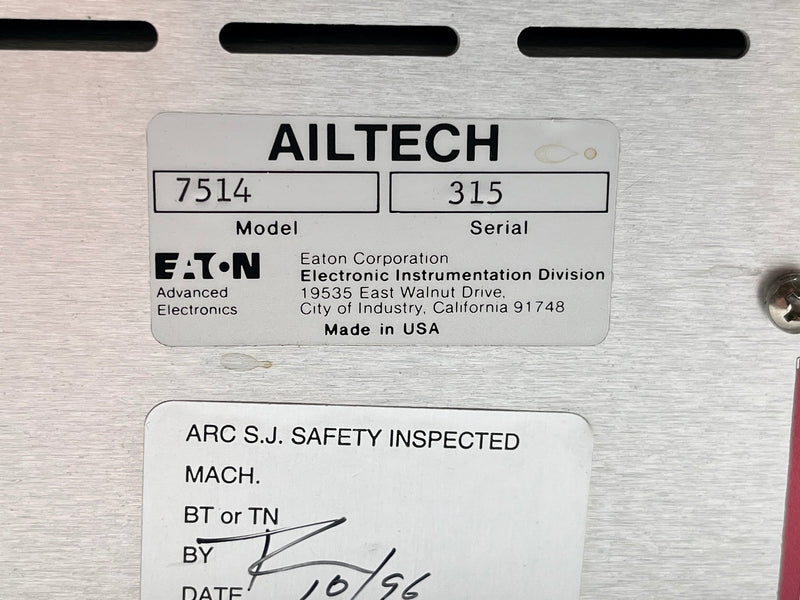 AILTECH
7514 315
Model Serial
EATON
Advanced
Electronics
Eaton Corporation
Electronic Instrumentation Division
19535 East Walnut Drive,
City of Industry, California 91748
Made in USA
ARC S.J. SAFETY INSPECTED
MACH.
BT or TN
BY
DATE 10/96